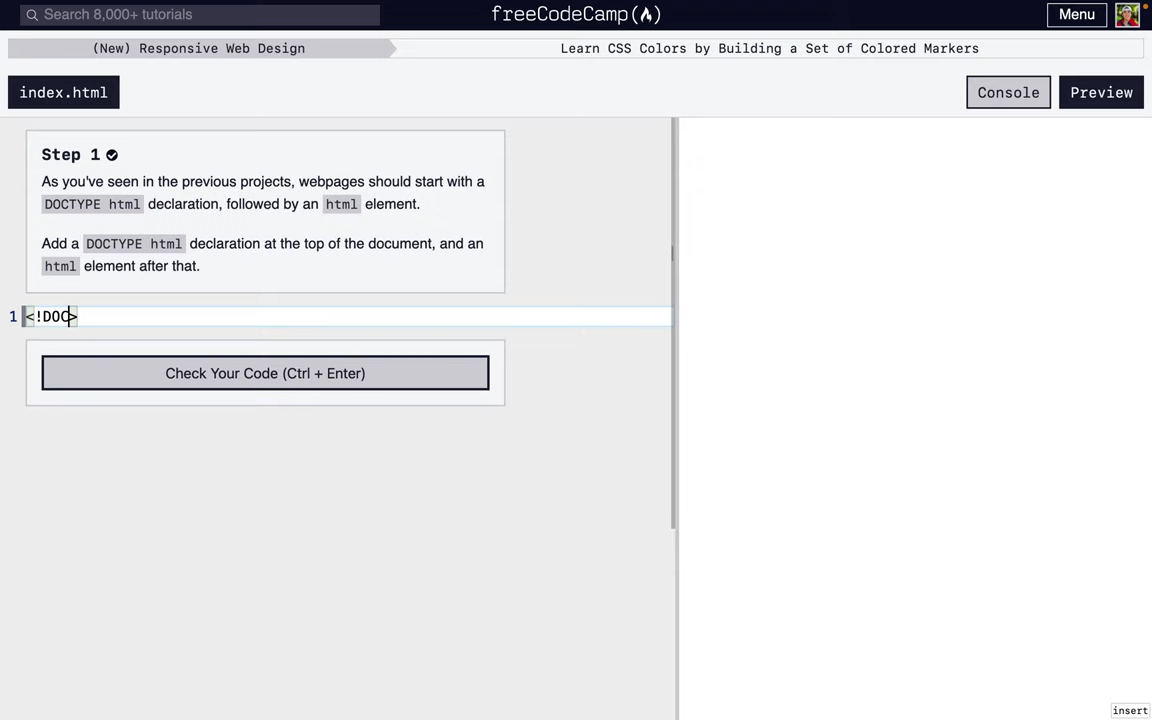 Search 8,000+ tutorials
freeCodeCamp
Menu
(New) Responsive Web Design
Learn CSS Colors by Building a Set of Colored Markers
index.html
Console
Preview
Step 1
As you've seen in the previous projects, webpages should start with a
DOCTYPE html declaration, followed by an html element.
Add a DOCTYPE html declaration at the top of the document, and an
html element after that.
1 <!DOC>
Check Your Code (Ctrl + Enter)
insert